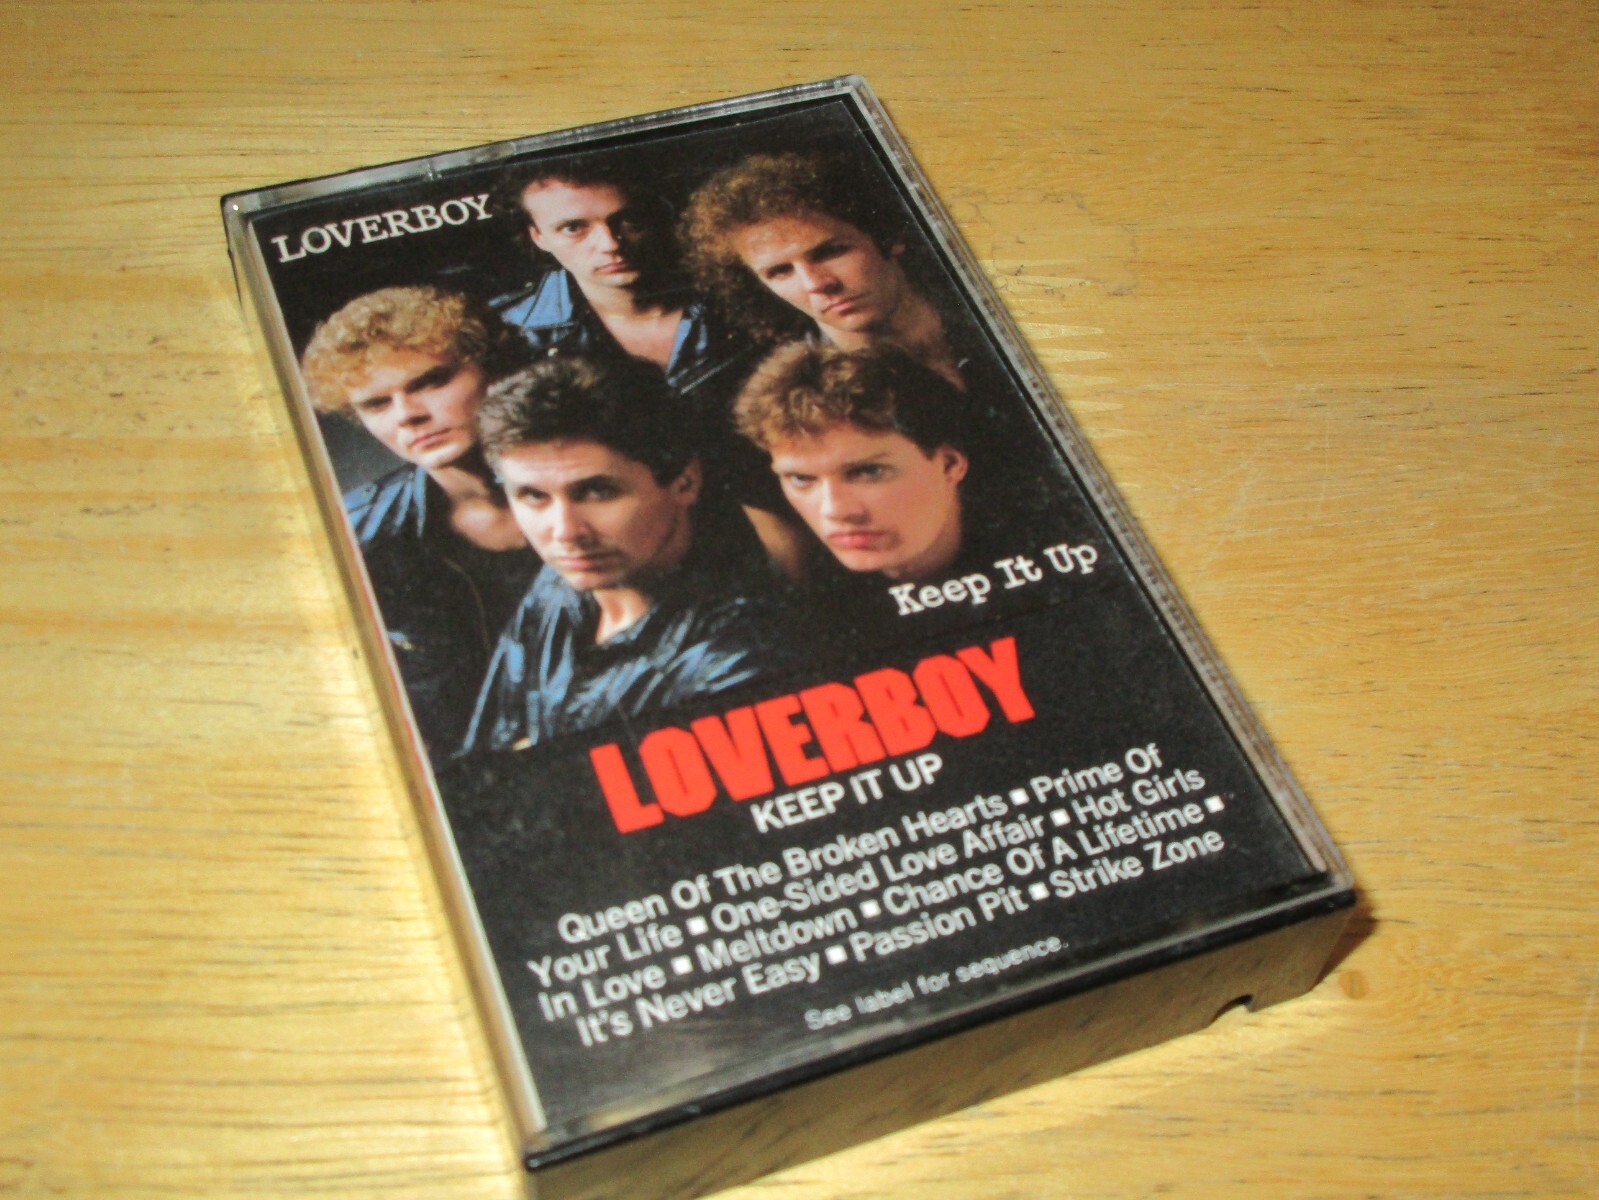 LOVERBOY
Keep It Up
LOVERBOY
KEEP IT UP
Queen Of The Broken Hearts ▪ Prime Of
Your Life ▪ One-Sided Love Affair ▪ Hot Girls
In Love ▪ Meltdown ▪ Chance Of A Lifetime ▪
It's Never Easy ▪ Passion Pit ▪ Strike Zone
See label for sequence.